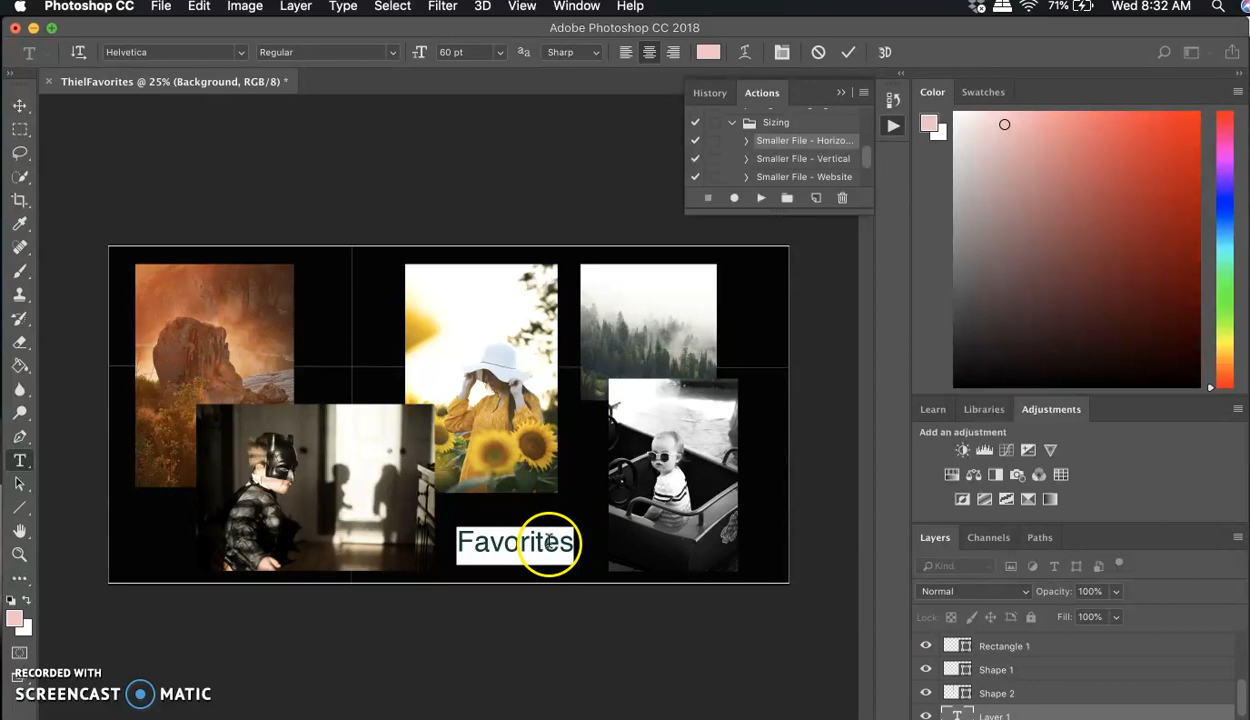 Photoshop CC File Edit Image Layer Type Select Filter 3D View Window Help 71% Wed 8:32 AM
Adobe Photoshop CC 2018
T Helvetica Regular 60 pt Sharp 3D
ThielFavorites @ 25% (Background, RGB/8) *
History Actions
Sizing
Smaller File - Horizo...
Smaller File - Vertical
Smaller File - Website
Color Swatches
Favorites
Learn Libraries Adjustments
Add an adjustment
Layers Channels Paths
Kind
Normal Opacity: 100%
Lock: Fill: 100%
Rectangle 1
Shape 1
Shape 2
Layer 1
RECORDED WITH
SCREENCAST MATIC